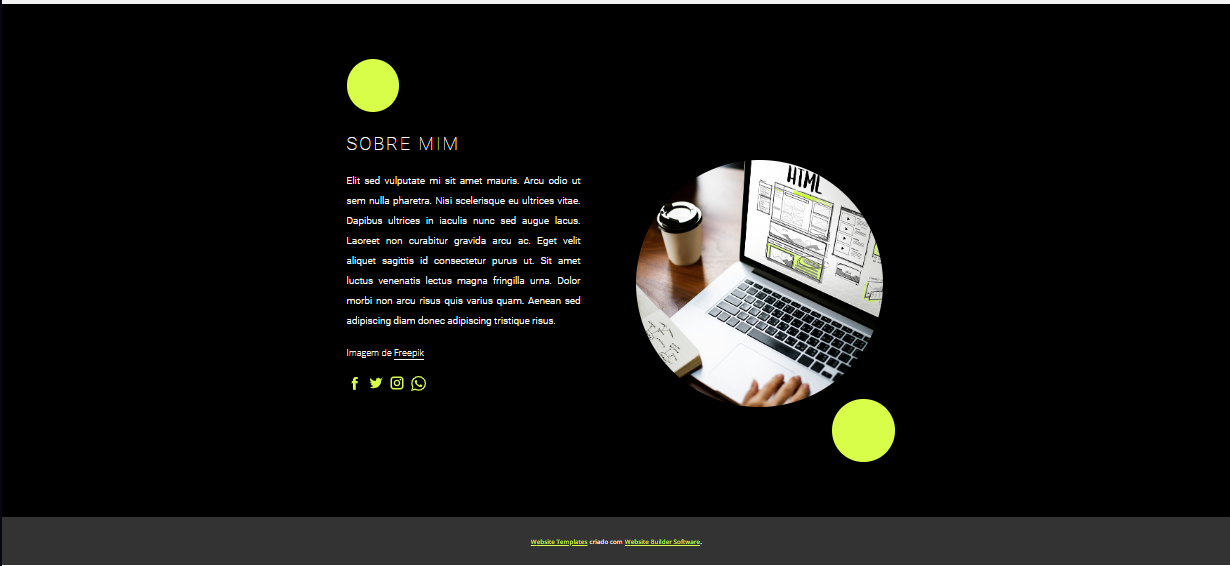 SOBRE MIM
Elit sed vulputate mi sit amet mauris. Arcu odio ut
sem nulla pharetra. Nisi scelerisque eu ultrices vitae.
Dapibus ultrices in iaculis nunc sed augue lacus.
Laoreet non curabitur gravida arcu ac. Eget velit
aliquet sagittis id consectetur purus ut. Sit amet
luctus venenatis lectus magna fringilla urna. Dolor
morbi non arcu risus quis varius quam. Aenean sed
adipiscing diam donec adipiscing tristique risus.
Imagem de Freepik
HTML
Website Templates criado com Website Builder Software.